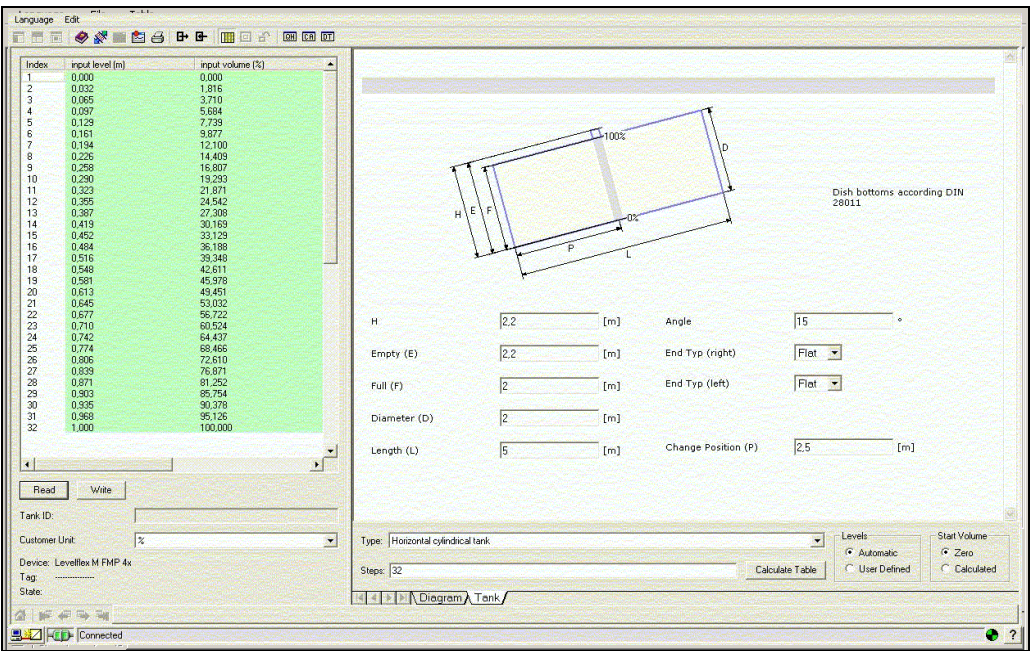 Language Edit
OH CA DT
Index input level (m) input volume (%)
1 0,000 0,000
2 0,032 1,816
3 0,065 3,710
4 0,097 5,684
5 0,129 7,739
6 0,161 9,877
7 0,194 12,100
8 0,226 14,409
9 0,258 16,807
10 0,290 19,293
11 0,323 21,871
12 0,355 24,542
13 0,387 27,308
14 0,419 30,169
15 0,452 33,129
16 0,484 36,188
17 0,516 39,348
18 0,548 42,611
19 0,581 45,978
20 0,613 49,451
21 0,645 53,032
22 0,677 56,722
23 0,710 60,524
24 0,742 64,437
25 0,774 68,466
26 0,806 72,610
27 0,839 76,871
28 0,871 81,252
29 0,903 85,754
30 0,935 90,378
31 0,968 95,126
32 1,000 100,000
Read Write
Tank ID:
Customer Unit: %
Device: Levelflex M FMP 4x
Tag: ---------------
State:
100%
D
H E F
0%
P
L
Dish bottoms according DIN
28011
H 2,2 [m] Angle 15 °
Empty (E) 2,2 [m] End Typ (right) Flat
Full (F) 2 [m] End Typ (left) Flat
Diameter (D) 2 [m]
Length (L) 5 [m] Change Position (P) 2,5 [m]
Type: Horizontal cylindrical tank
Steps: 32 Calculate Table
Levels
Automatic
User Defined
Start Volume
Zero
Calculated
Diagram Tank
Connected
?